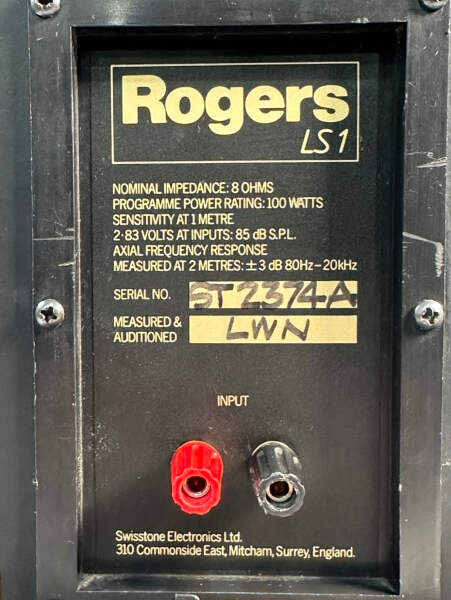 Rogers
LS1
NOMINAL IMPEDANCE: 8 OHMS
PROGRAMME POWER RATING: 100 WATTS
SENSITIVITY AT 1 METRE
2·83 VOLTS AT INPUTS: 85 dB S.P.L.
AXIAL FREQUENCY RESPONSE
MEASURED AT 2 METRES: ±3 dB 80Hz–20kHz
SERIAL NO. ST2374A
MEASURED & AUDITIONED LWN
INPUT
Swisstone Electronics Ltd.
310 Commonside East, Mitcham, Surrey, England.